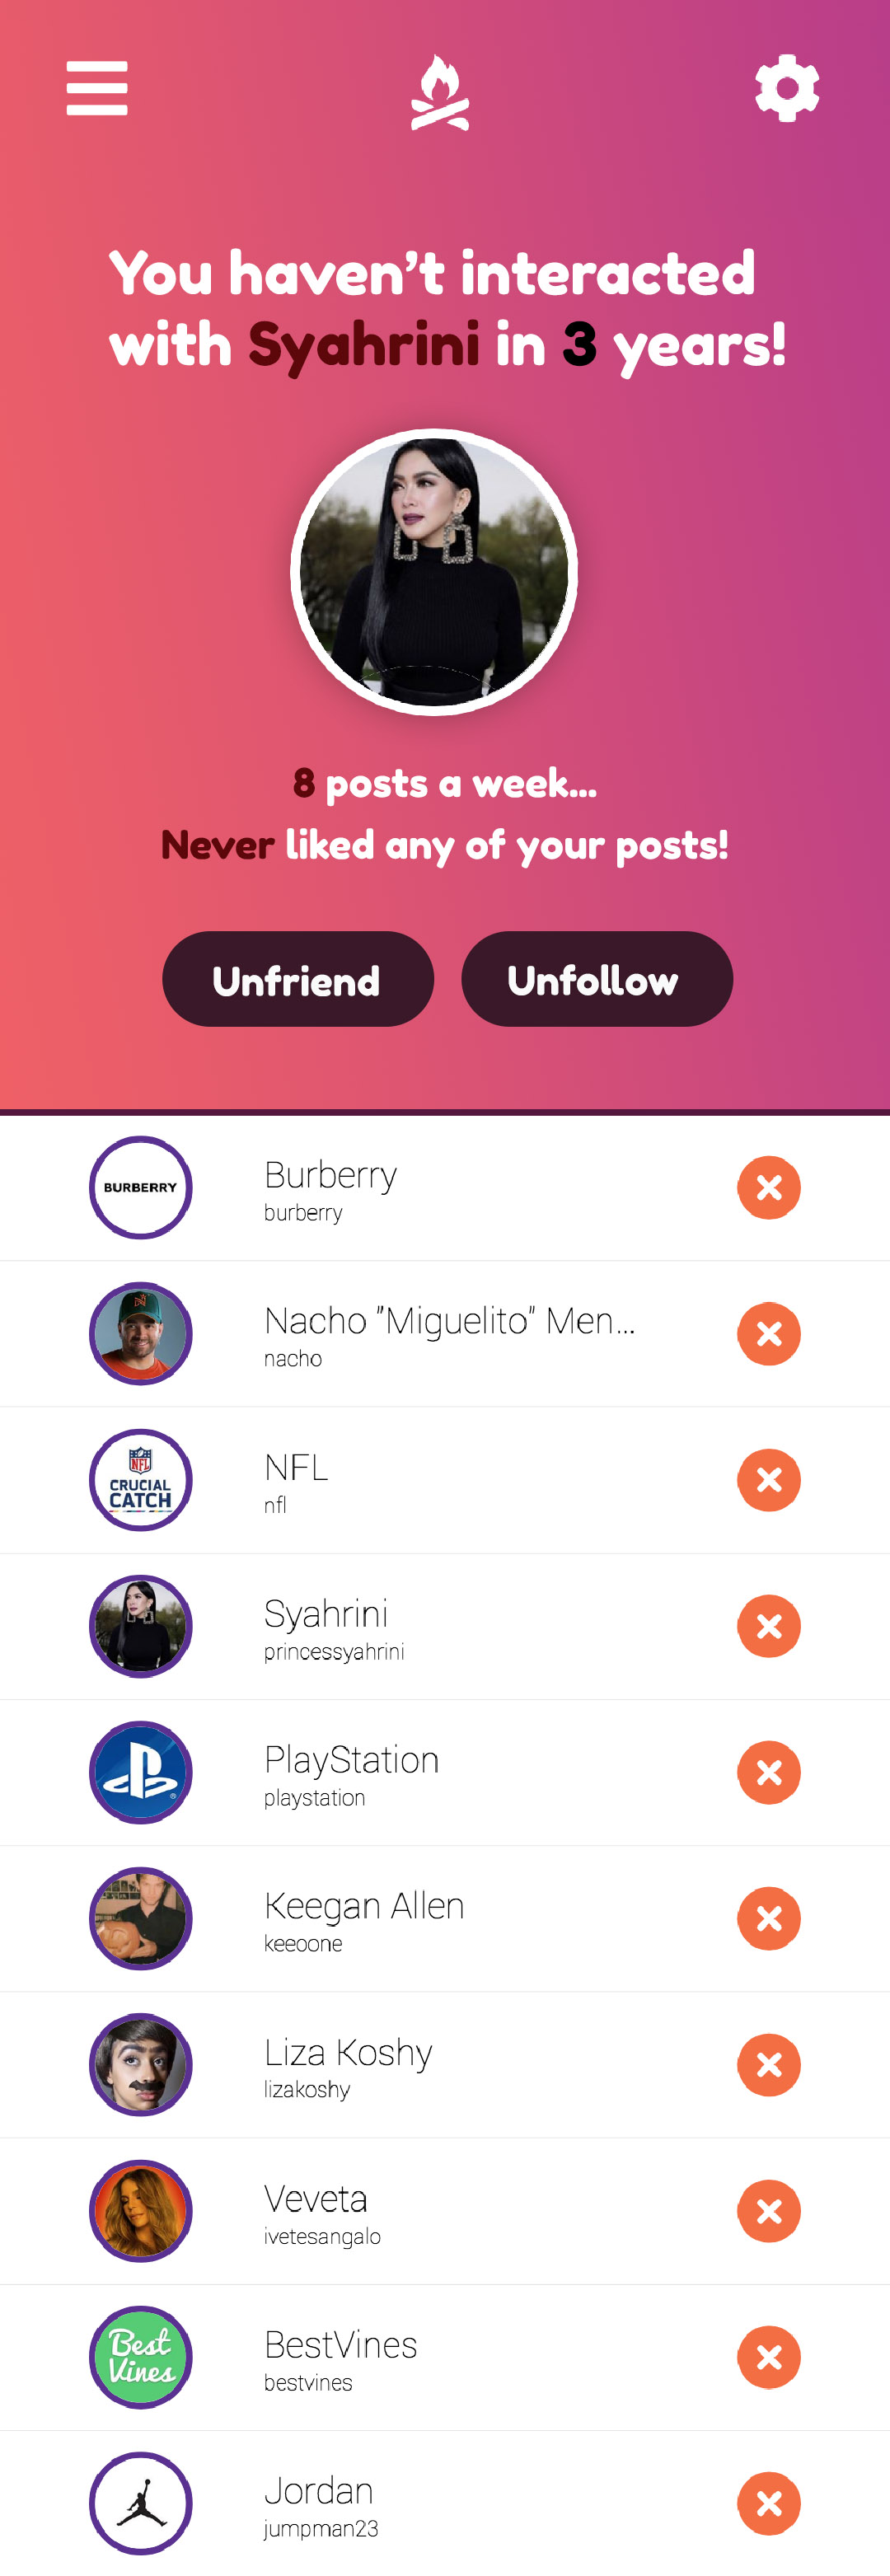 You haven’t interacted
with Syahrini in 3 years!
8 posts a week...
Never liked any of your posts!
Unfriend
Unfollow
BURBERRY
Burberry
burberry
Nacho "Miguelito" Men...
nacho
NFL
CRUCIAL
CATCH
NFL
nfl
Syahrini
princessyahrini
PlayStation
playstation
Keegan Allen
keeoone
Liza Koshy
lizakoshy
Veveta
ivetesangalo
Best
Vines
BestVines
bestvines
Jordan
jumpman23